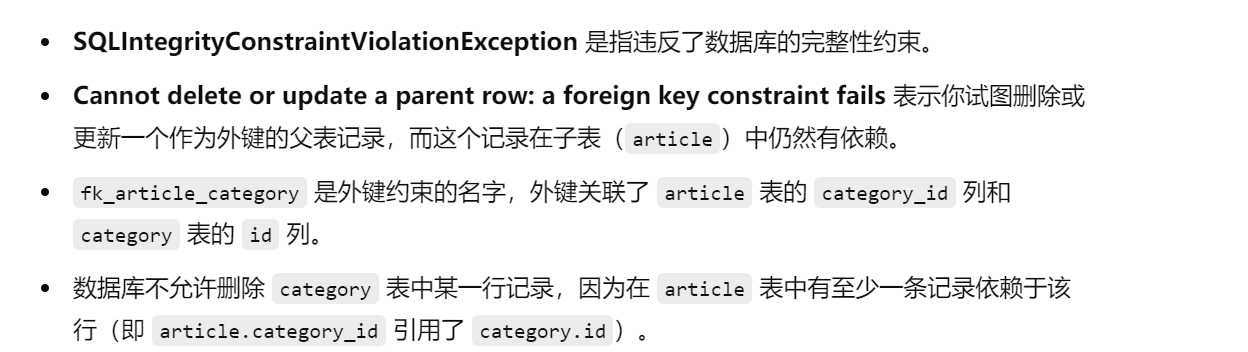 SQLIntegrityConstraintViolationException 是指违反了数据库的完整性约束。
Cannot delete or update a parent row: a foreign key constraint fails 表示你试图删除或
更新一个作为外键的父表记录，而这个记录在子表（article）中仍然有依赖。
fk_article_category 是外键约束的名字，外键关联了 article 表的 category_id 列和
category 表的 id 列。
数据库不允许删除 category 表中某一行记录，因为在 article 表中有至少一条记录依赖于该
行（即 article.category_id 引用了 category.id）。